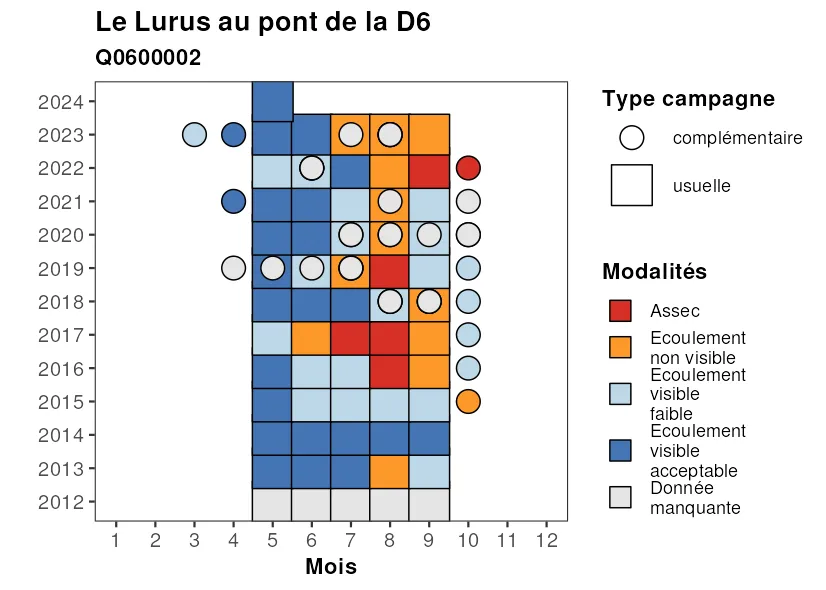 Le Lurus au pont de la D6
Q0600002
2024
2023
2022
2021
2020
2019
2018
2017
2016
2015
2014
2013
2012
1 2 3 4 5 6 7 8 9 10 11 12
Mois
Type campagne
complémentaire
usuelle
Modalités
Assec
Ecoulement
non visible
Ecoulement
visible
faible
Ecoulement
visible
acceptable
Donnée
manquante